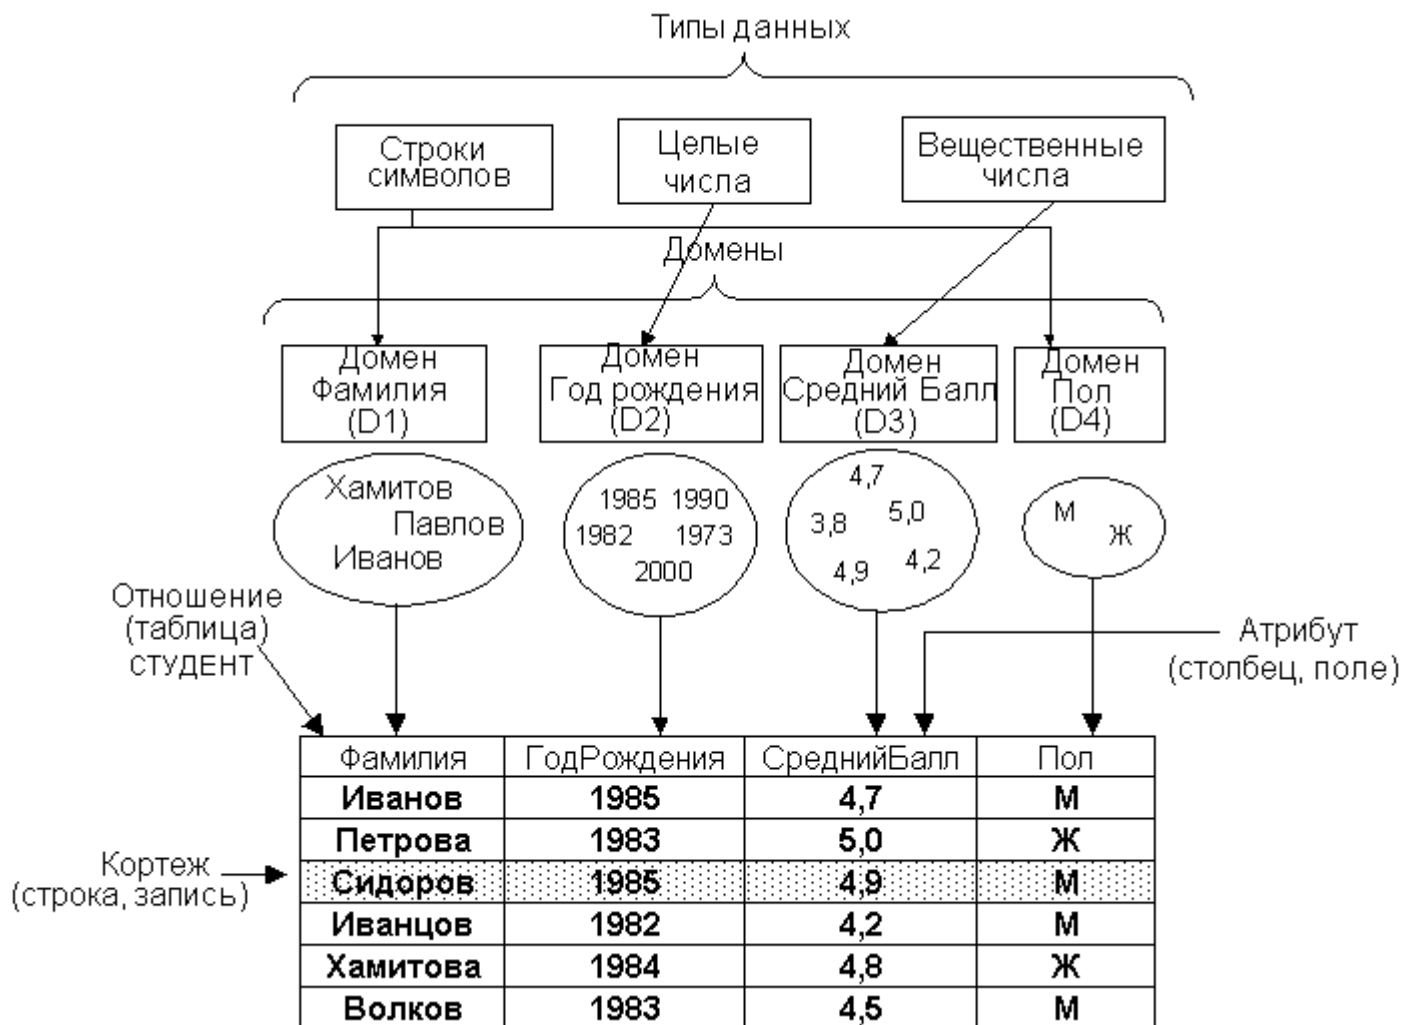 Типы данных
Строки
символов
Целые
числа
Вещественные
числа
Домены
Домен
Фамилия
(D1)
Домен
Год рождения
(D2)
Домен
Средний Балл
(D3)
Домен
Пол
(D4)
Хамитов
Павлов
Иванов
1985 1990
1982 1973
2000
4,7
3,8 5,0
4,9 4,2
М
Ж
Отношение
(таблица)
СТУДЕНТ
Атрибут
(столбец, поле)
Фамилия ГодРождения СреднийБалл Пол
Иванов 1985 4,7 М
Петрова 1983 5,0 Ж
Кортеж
(строка, запись)
Сидоров 1985 4,9 М
Иванцов 1982 4,2 М
Хамитова 1984 4,8 Ж
Волков 1983 4,5 М